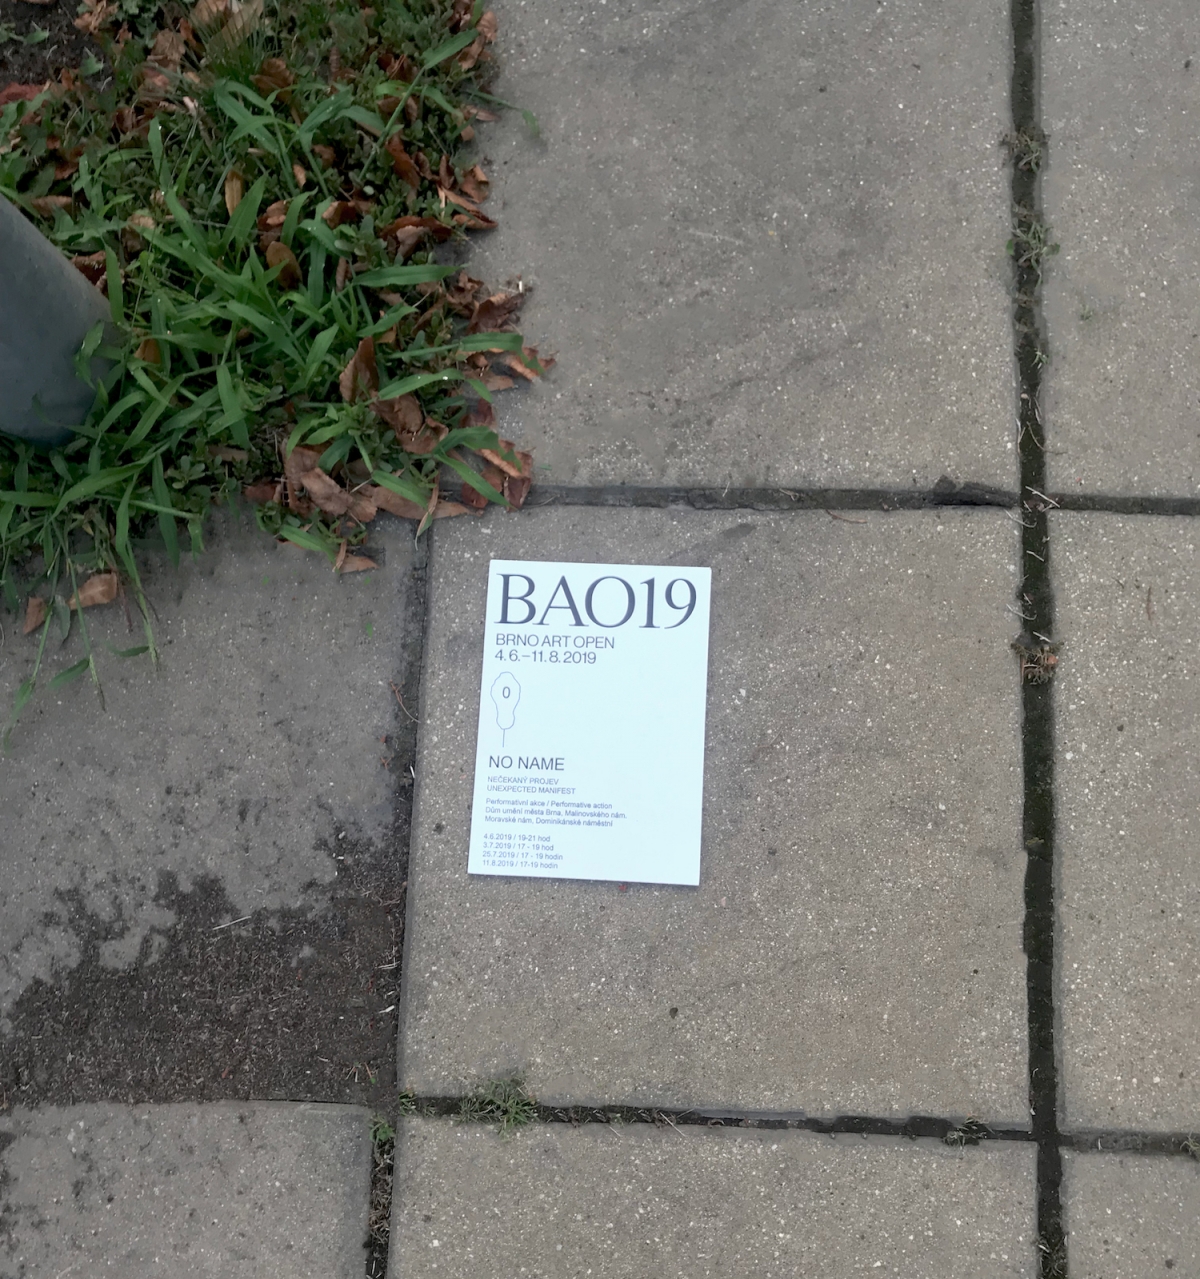 BAO19
BRNO ART OPEN
4.6.–11.8.2019
0
NO NAME
NEČEKANÝ PROJEV
UNEXPECTED MANIFEST
Performativní akce / Performative action
Dům umění města Brna, Malinovského nám.
Moravské nám, Dominikánské náměstní
4.6.2019 / 19-21 hod
3.7.2019 / 17 - 19 hod
25.7.2019 / 17 - 19 hodin
11.8.2019 / 17-19 hodin